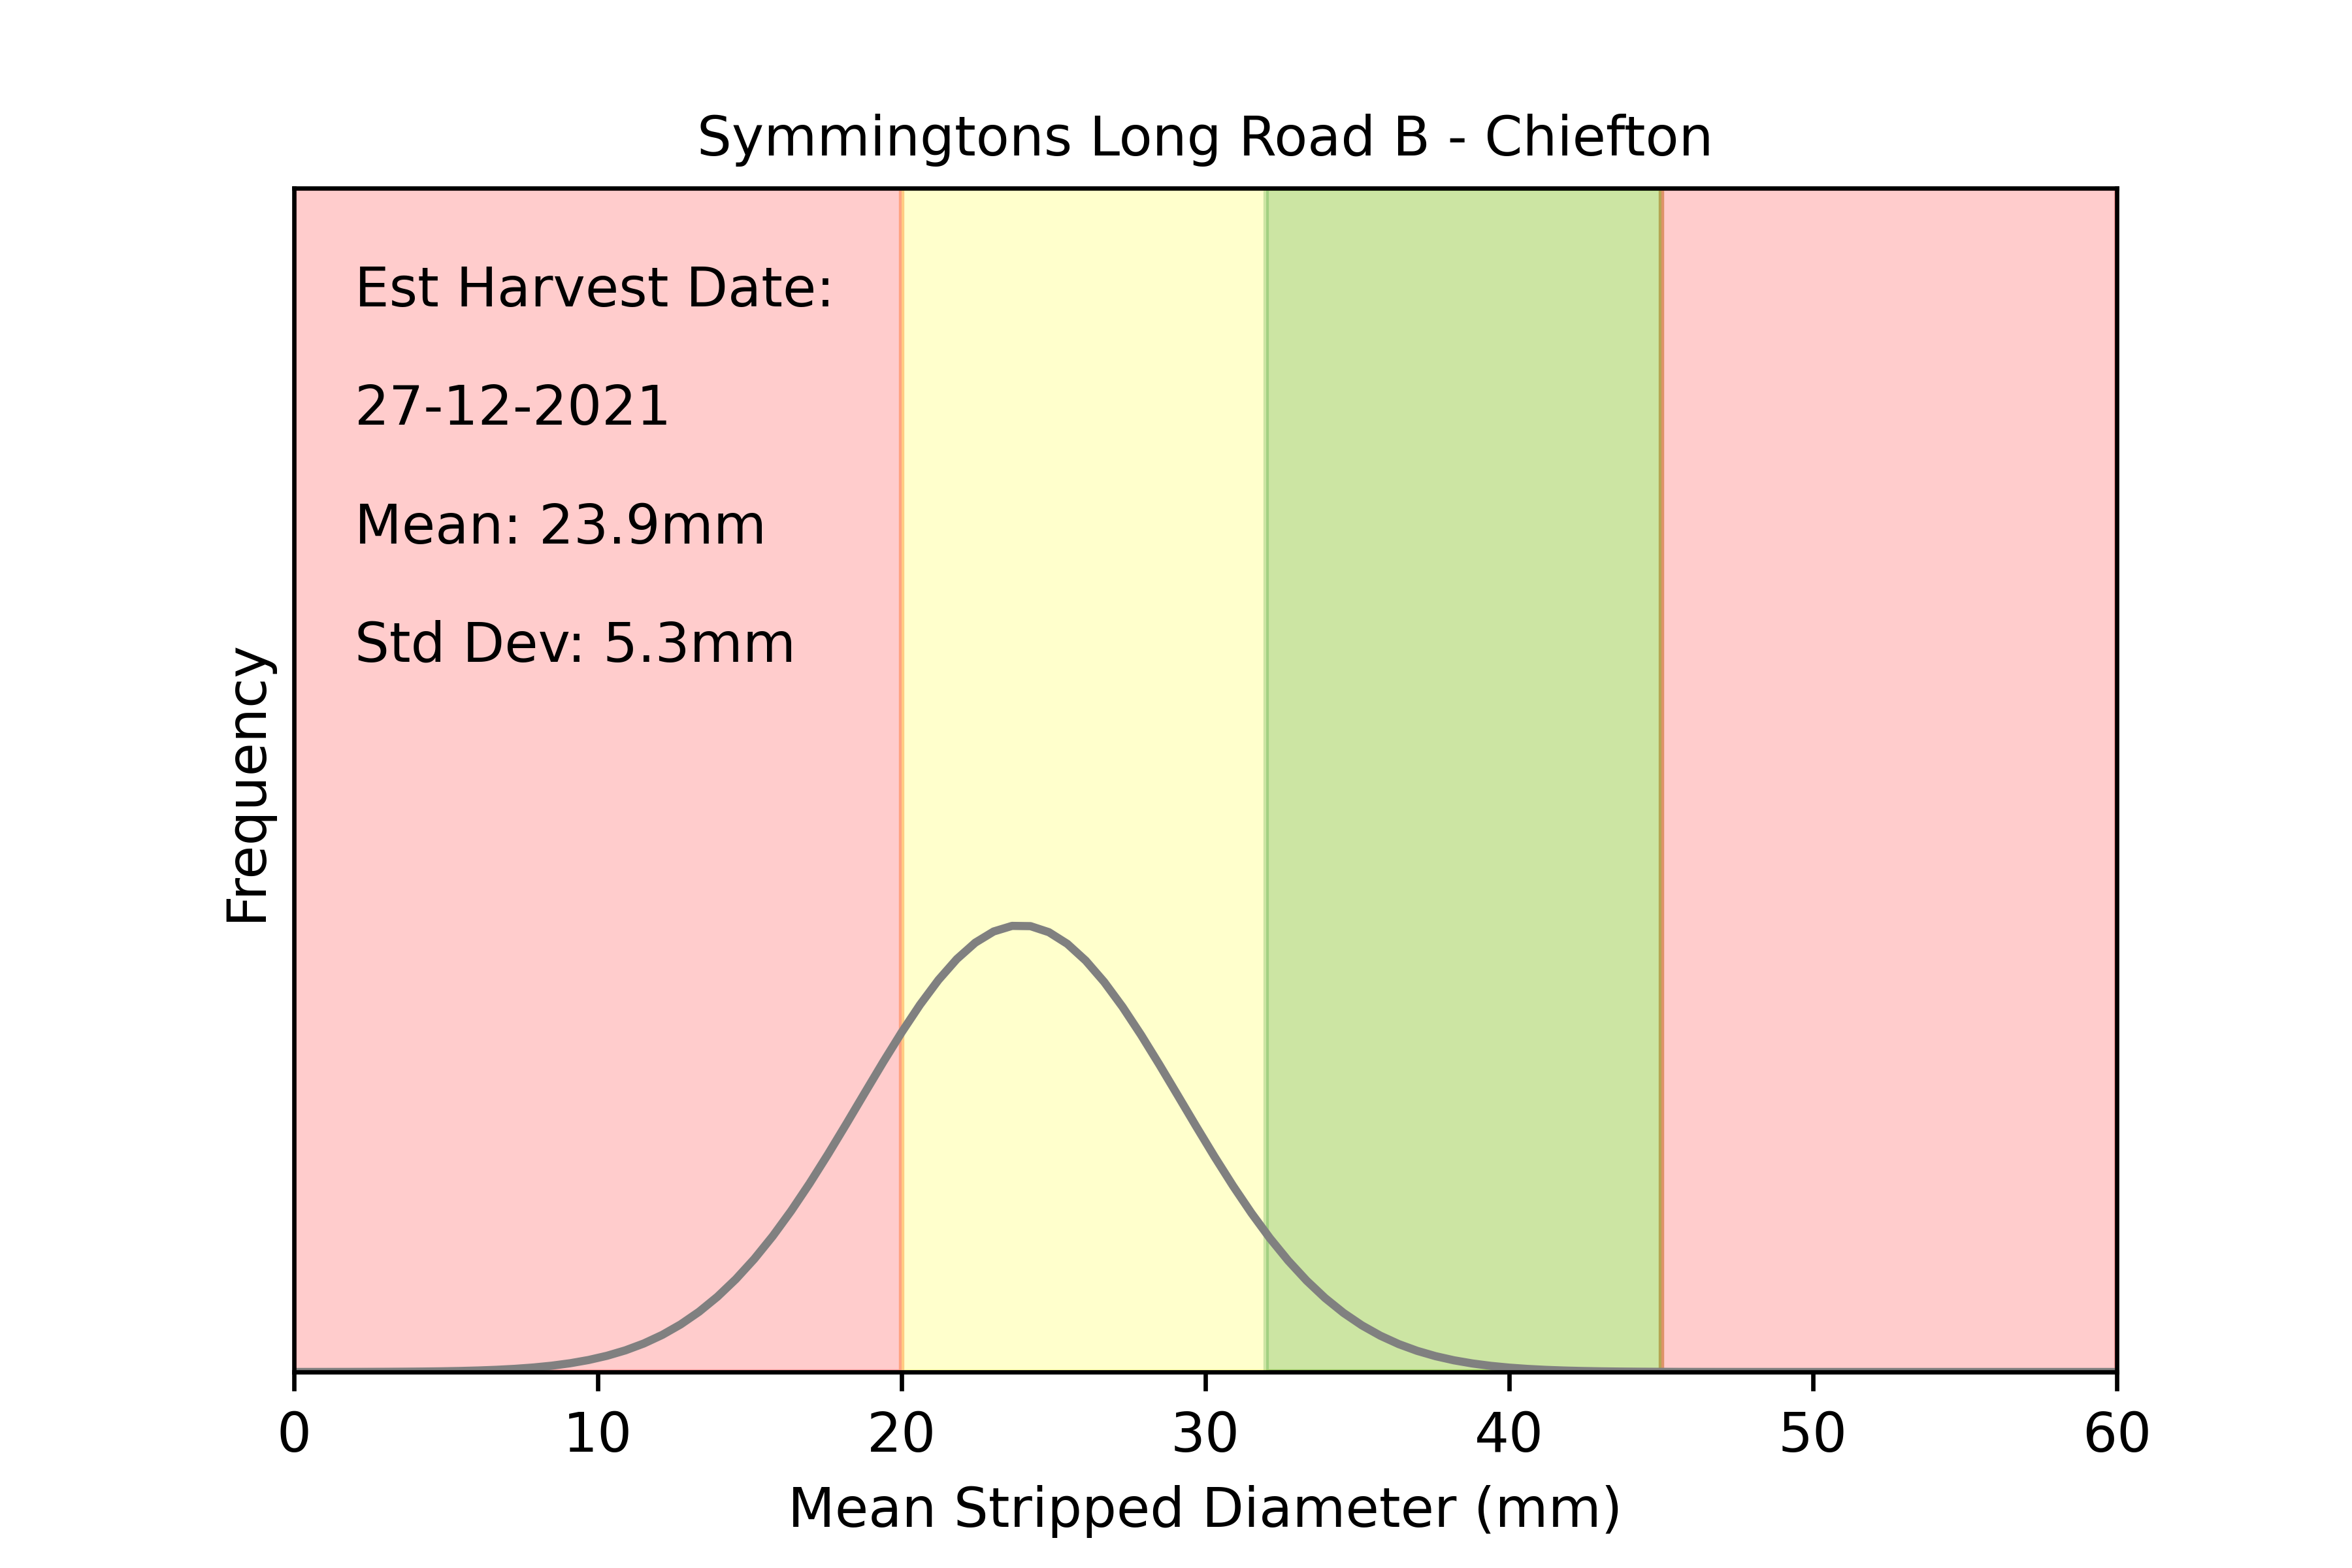 Symmingtons Long Road B - Chiefton
Est Harvest Date:
27-12-2021
Mean: 23.9mm
Std Dev: 5.3mm
Frequency
0 10 20 30 40 50 60
Mean Stripped Diameter (mm)